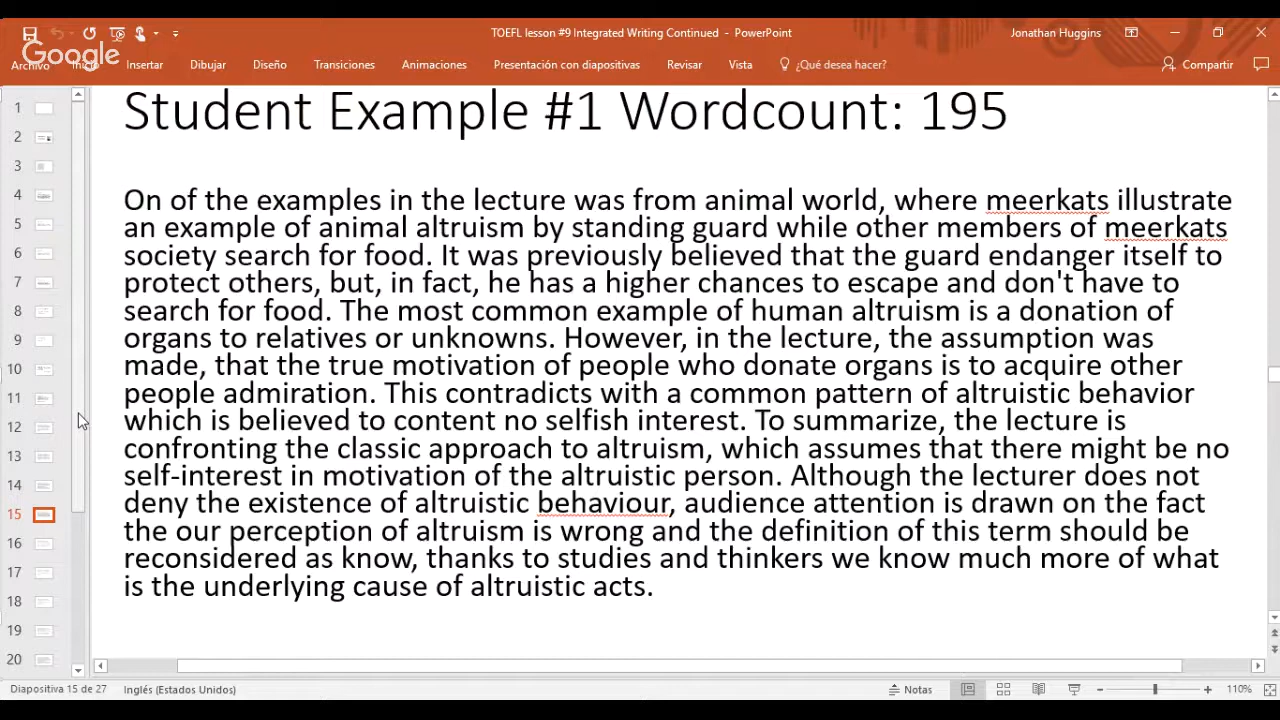 TOEFL lesson #9 Integrated Writing Continued - PowerPoint
Jonathan Huggins
Google
Archivo Inicio Insertar Dibujar Diseño Transiciones Animaciones Presentación con diapositivas Revisar Vista ¿Qué desea hacer? Compartir
Student Example #1 Wordcount: 195
On of the examples in the lecture was from animal world, where meerkats illustrate
an example of animal altruism by standing guard while other members of meerkats
society search for food. It was previously believed that the guard endanger itself to
protect others, but, in fact, he has a higher chances to escape and don't have to
search for food. The most common example of human altruism is a donation of
organs to relatives or unknowns. However, in the lecture, the assumption was
made, that the true motivation of people who donate organs is to acquire other
people admiration. This contradicts with a common pattern of altruistic behavior
which is believed to content no selfish interest. To summarize, the lecture is
confronting the classic approach to altruism, which assumes that there might be no
self-interest in motivation of the altruistic person. Although the lecturer does not
deny the existence of altruistic behaviour, audience attention is drawn on the fact
the our perception of altruism is wrong and the definition of this term should be
reconsidered as know, thanks to studies and thinkers we know much more of what
is the underlying cause of altruistic acts.
1
2
3
4
5
6
7
8
9
10
11
12
13
14
15
16
17
18
19
20
Diapositiva 15 de 27 Inglés (Estados Unidos) Notas 110%